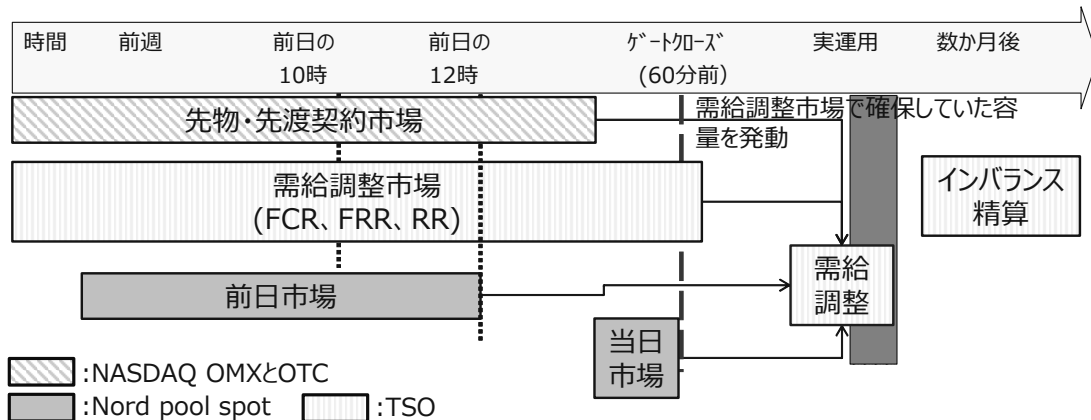 時間 前週 前日の 前日の ｹﾞｰﾄｸﾛｰｽﾞ 実運用 数か月後
10時 12時 (60分前)
先物・先渡契約市場
需給調整市場で確保していた容
量を発動
需給調整市場
(FCR、FRR、RR)
インバランス
精算
前日市場
需給
調整
当日
市場
:NASDAQ OMXとOTC
:Nord pool spot :TSO